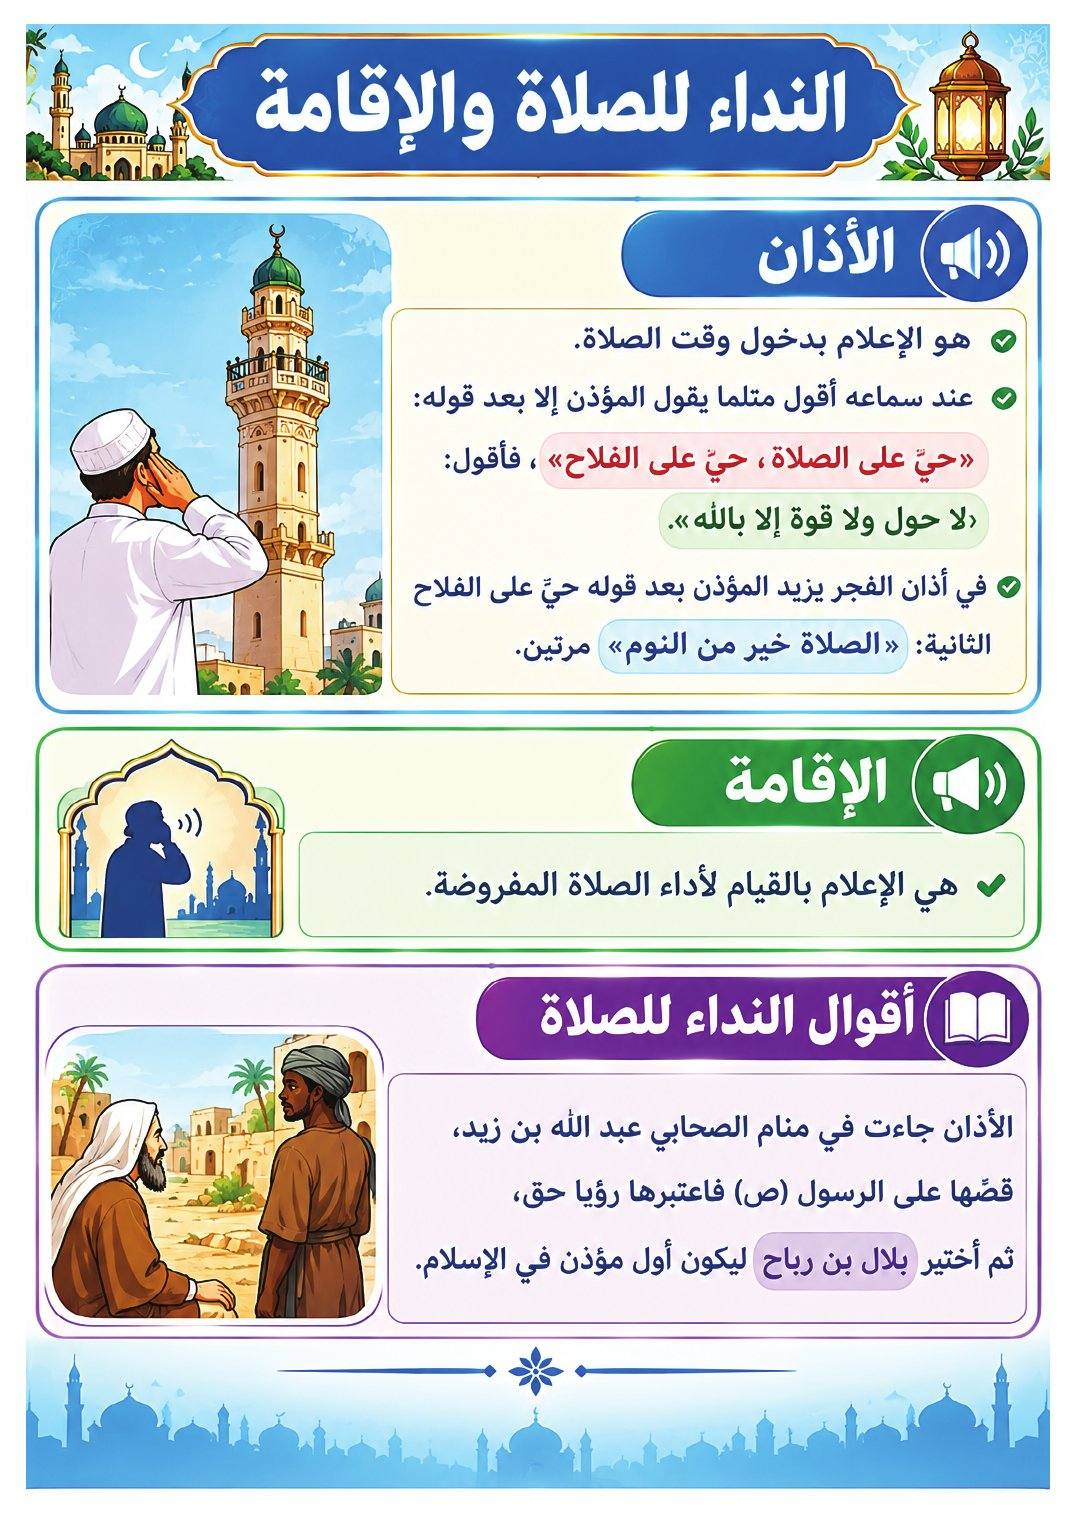 النداء للصلاة والإقامة
الأذان
هو الإعلام بدخول وقت الصلاة.
عند سماعه أقول متلما يقول المؤذن إلا بعد قوله:
«حيَّ على الصلاة، حيّ على الفلاح»، فأقول:
‹لا حول ولا قوة إلا بالله».
في أذان الفجر يزيد المؤذن بعد قوله حيَّ على الفلاح
الثانية: «الصلاة خير من النوم» مرتين.
الإقامة
هي الإعلام بالقيام لأداء الصلاة المفروضة.
أقوال النداء للصلاة
الأذان جاءت في منام الصحابي عبد الله بن زيد،
قصَّها على الرسول (ص) فاعتبرها رؤيا حق،
ثم أختير بلال بن رباح ليكون أول مؤذن في الإسلام.